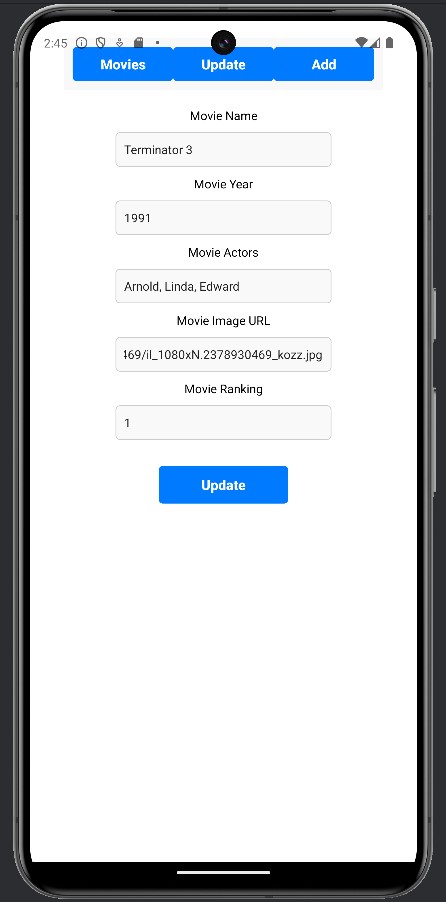 2:45
Movies Update Add
Movie Name
Terminator 3
Movie Year
1991
Movie Actors
Arnold, Linda, Edward
Movie Image URL
469/il_1080xN.2378930469_kozz.jpg
Movie Ranking
1
Update